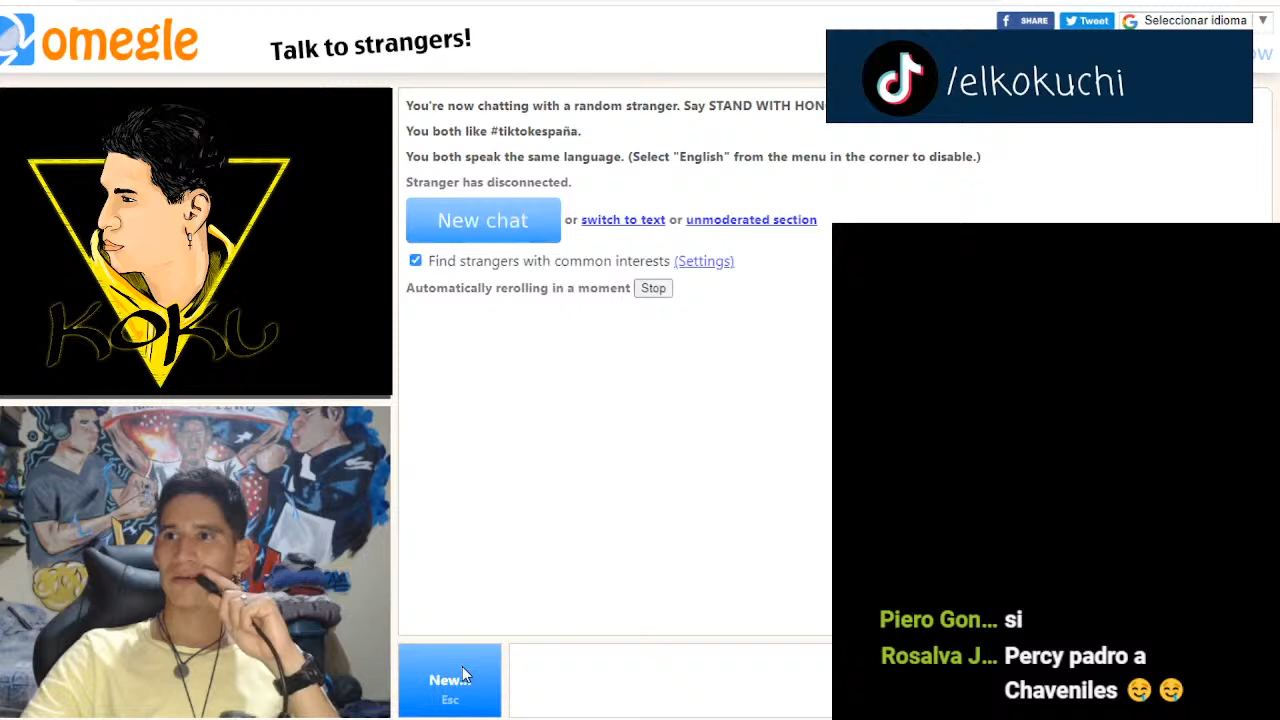 omegle
Talk to strangers!
SHARE
Tweet
Seleccionar idioma
/elkokuchi
You're now chatting with a random stranger. Say STAND WITH
You both like #tiktokespaña.
You both speak the same language. (Select "English" from the menu in the corner to disable.)
Stranger has disconnected.
New chat or switch to text or unmoderated section
Find strangers with common interests (Settings)
Automatically rerolling in a moment Stop
KOKU
Piero Gon... si
Rosalva J... Percy padro a
Chaveniles 🤤 🤤
New...
Esc